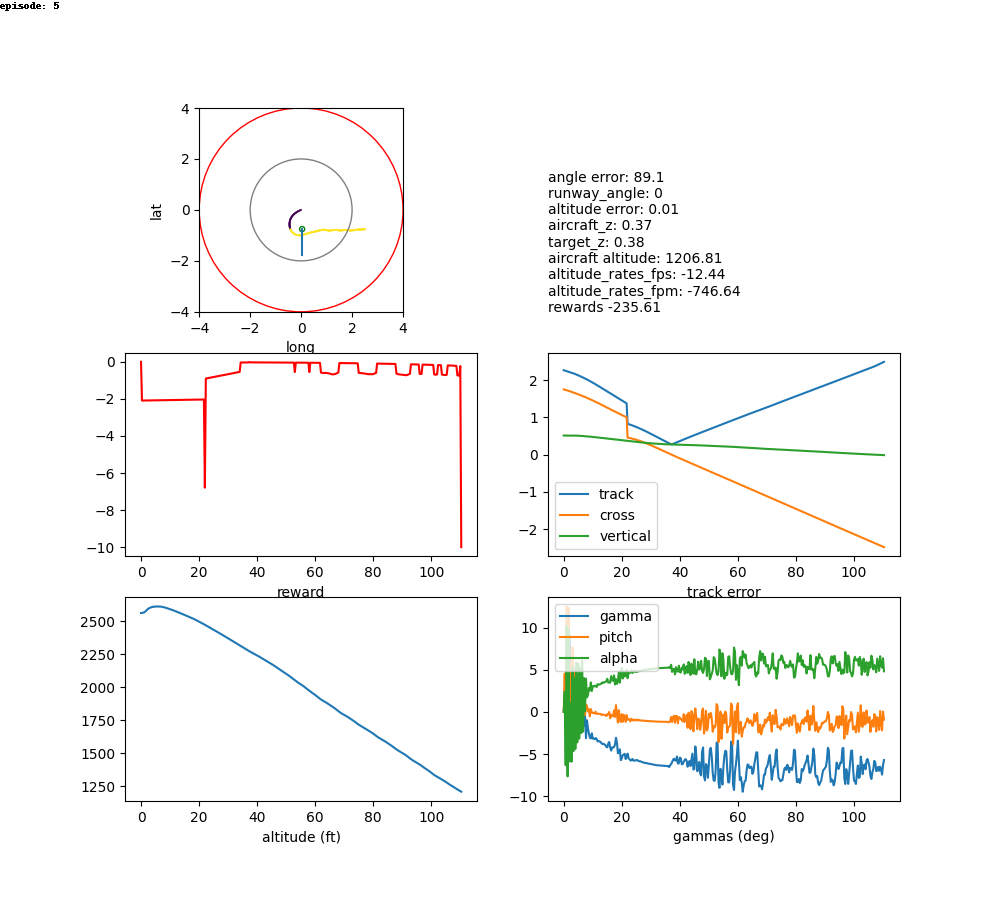 episode: 5
4
2
0
−2
−4
lat
−4
−2
0
2
4
long
angle error: 89.1
runway_angle: 0
altitude error: 0.01
aircraft_z: 0.37
target_z: 0.38
aircraft altitude: 1206.81
altitude_rates_fps: -12.44
altitude_rates_fpm: -746.64
rewards -235.61
0
−2
−4
−6
−8
−10
0
20
40
60
80
100
reward
2
1
0
−1
−2
track
cross
vertical
0
20
40
60
80
100
track error
2500
2250
2000
1750
1500
1250
0
20
40
60
80
100
altitude (ft)
10
5
0
−5
−10
gamma
pitch
alpha
0
20
40
60
80
100
gammas (deg)